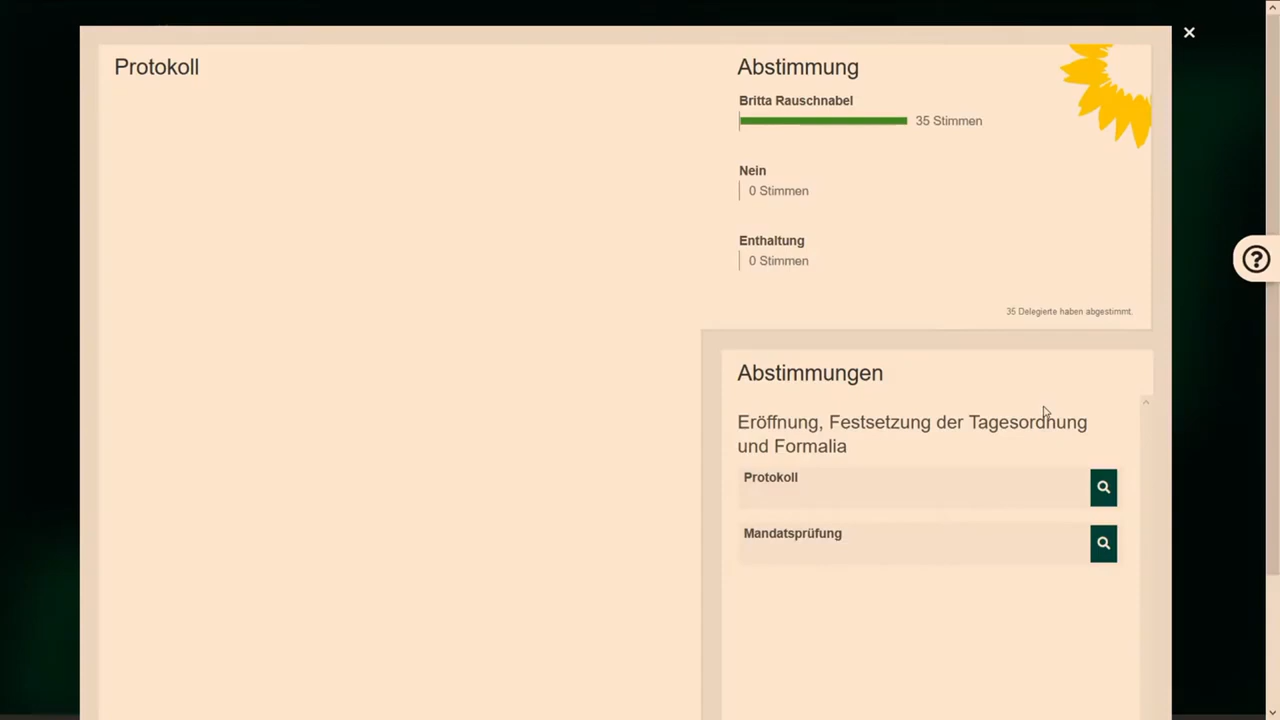 Protokoll
Abstimmung
Britta Rauschnabel
35 Stimmen
Nein
0 Stimmen
Enthaltung
0 Stimmen
35 Delegierte haben abgestimmt.
Abstimmungen
Eröffnung, Festsetzung der Tagesordnung
und Formalia
Protokoll
Mandatsprüfung